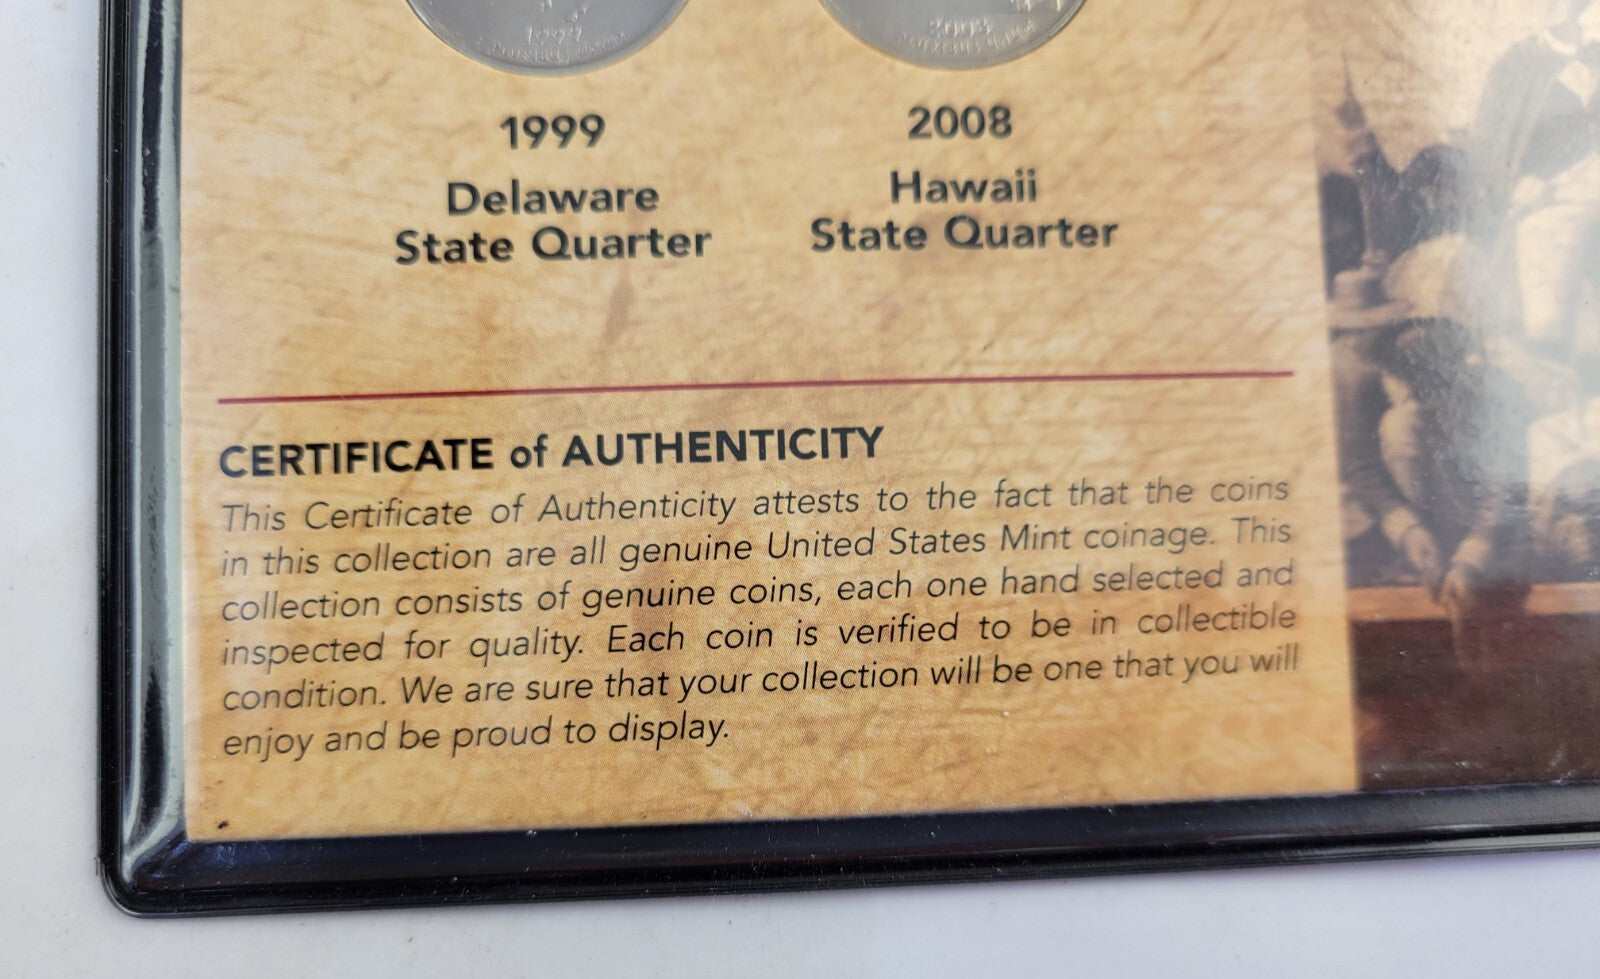 1999
2008
1999
Delaware
State Quarter
2008
Hawaii
State Quarter
CERTIFICATE of AUTHENTICITY
This Certificate of Authenticity attests to the fact that the coins
in this collection are all genuine United States Mint coinage. This
collection consists of genuine coins, each one hand selected and
inspected for quality. Each coin is verified to be in collectible
condition. We are sure that your collection will be one that you will
enjoy and be proud to display.